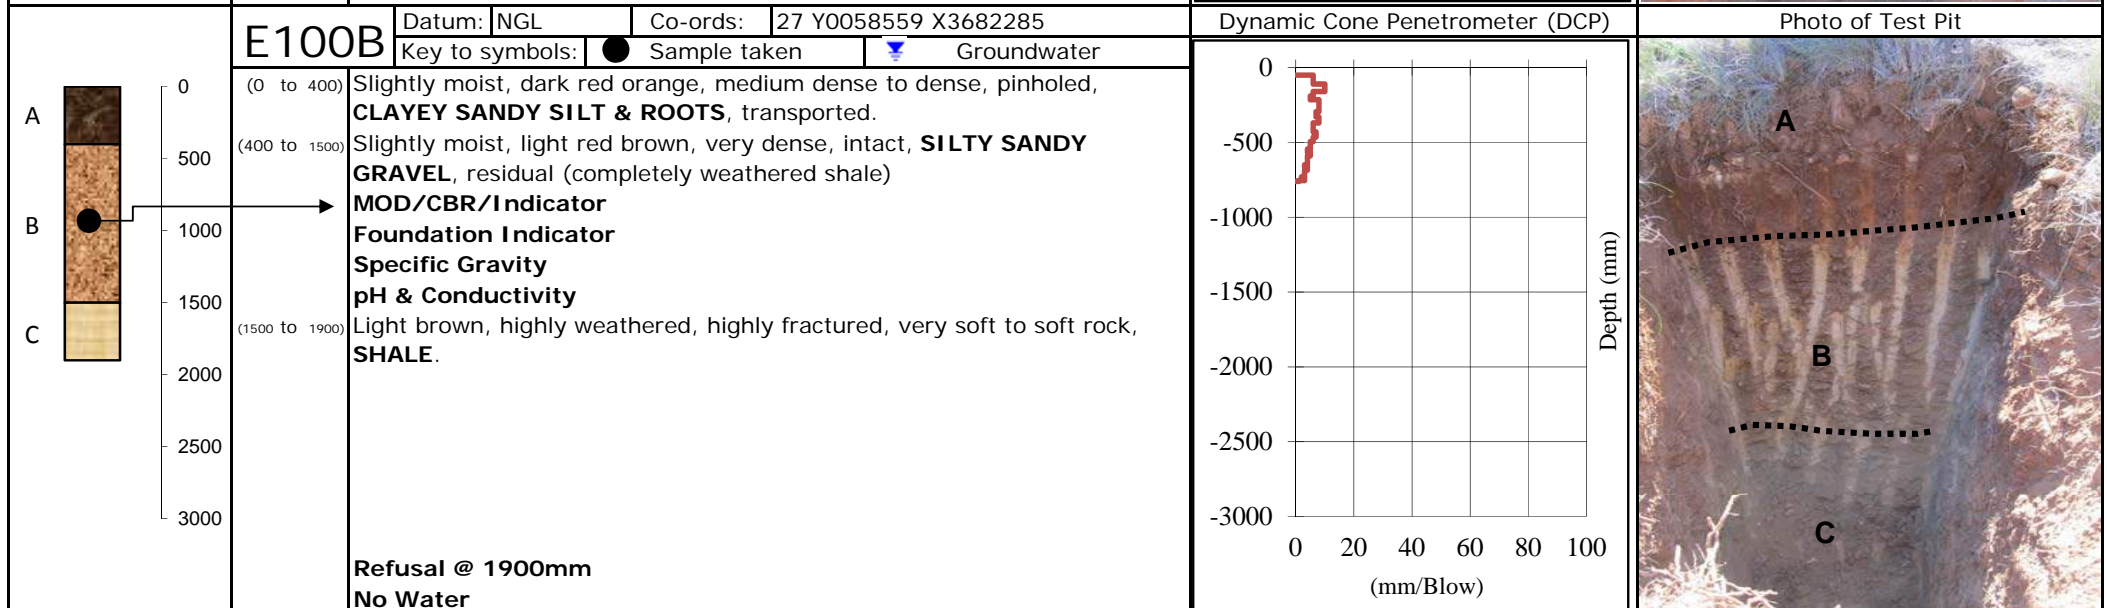 E100B
Datum: NGL Co-ords: 27 Y0058559 X3682285
Key to symbols: Sample taken Groundwater
Dynamic Cone Penetrometer (DCP)
Photo of Test Pit
A
B
C
0
500
1000
1500
2000
2500
3000
(0 to 400) Slightly moist, dark red orange, medium dense to dense, pinholed,
CLAYEY SANDY SILT & ROOTS, transported.
(400 to 1500) Slightly moist, light red brown, very dense, intact, SILTY SANDY
GRAVEL, residual (completely weathered shale)
MOD/CBR/Indicator
Foundation Indicator
Specific Gravity
pH & Conductivity
(1500 to 1900) Light brown, highly weathered, highly fractured, very soft to soft rock,
SHALE.
Refusal @ 1900mm
No Water
0
-500
-1000
-1500
-2000
-2500
-3000
0 20 40 60 80 100
(mm/Blow)
Depth (mm)
A
B
C